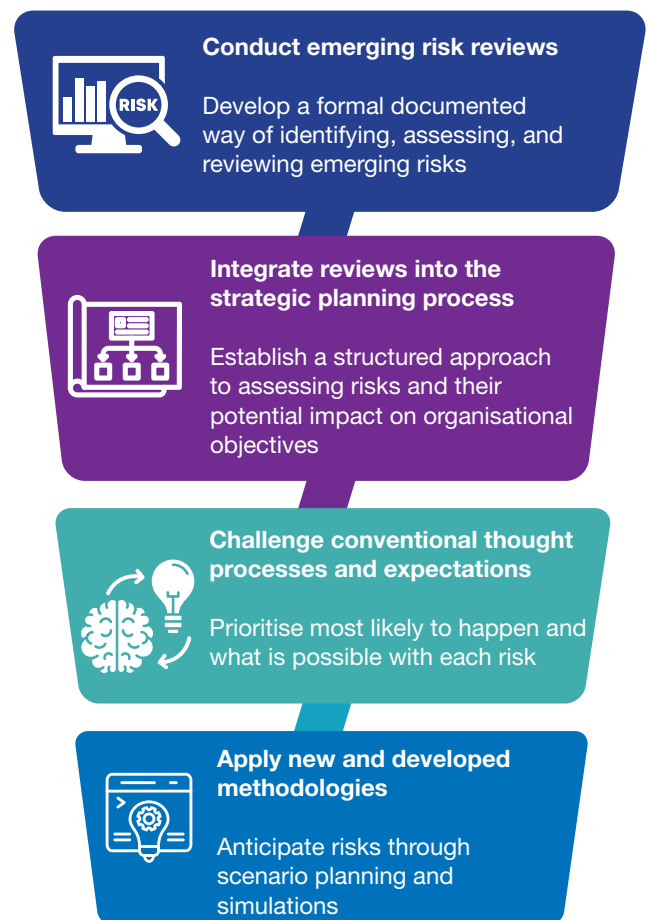 RISK
Conduct emerging risk reviews
Develop a formal documented
way of identifying, assessing, and
reviewing emerging risks
Integrate reviews into the
strategic planning process
Establish a structured approach
to assessing risks and their
potential impact on organisational
objectives
Challenge conventional thought
processes and expectations
Prioritise most likely to happen and
what is possible with each risk
Apply new and developed
methodologies
Anticipate risks through
scenario planning and
simulations